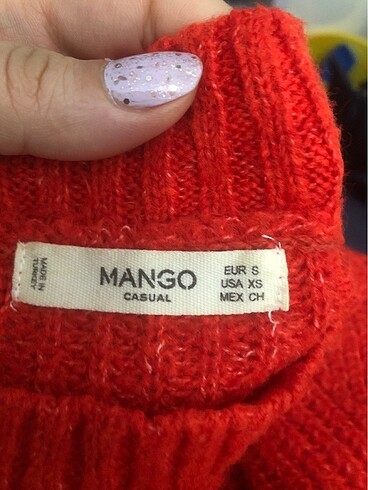 MADE IN
TURKEY
MANGO
CASUAL
EUR S
USA XS
MEX CH